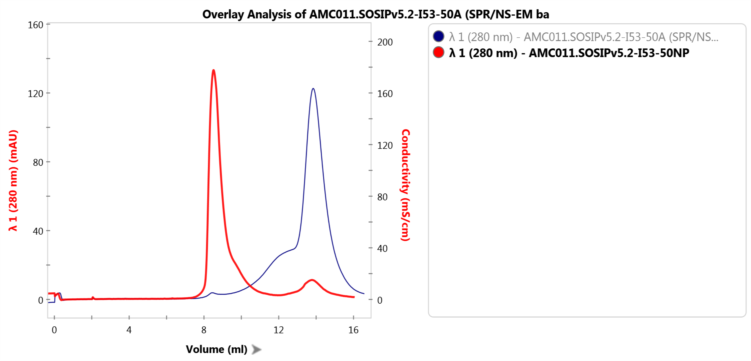 Overlay Analysis of AMC011.SOSIPv5.2-I53-50A (SPR/NS-EM ba
λ 1 (280 nm) - AMC011.SOSIPv5.2-I53-50A (SPR/NS...
λ 1 (280 nm) - AMC011.SOSIPv5.2-I53-50NP
λ 1 (280 nm) (mAU)
160
120
80
40
0
200
160
120
80
40
0
Conductivity (mS/cm)
0 4 8 12 16
Volume (ml)